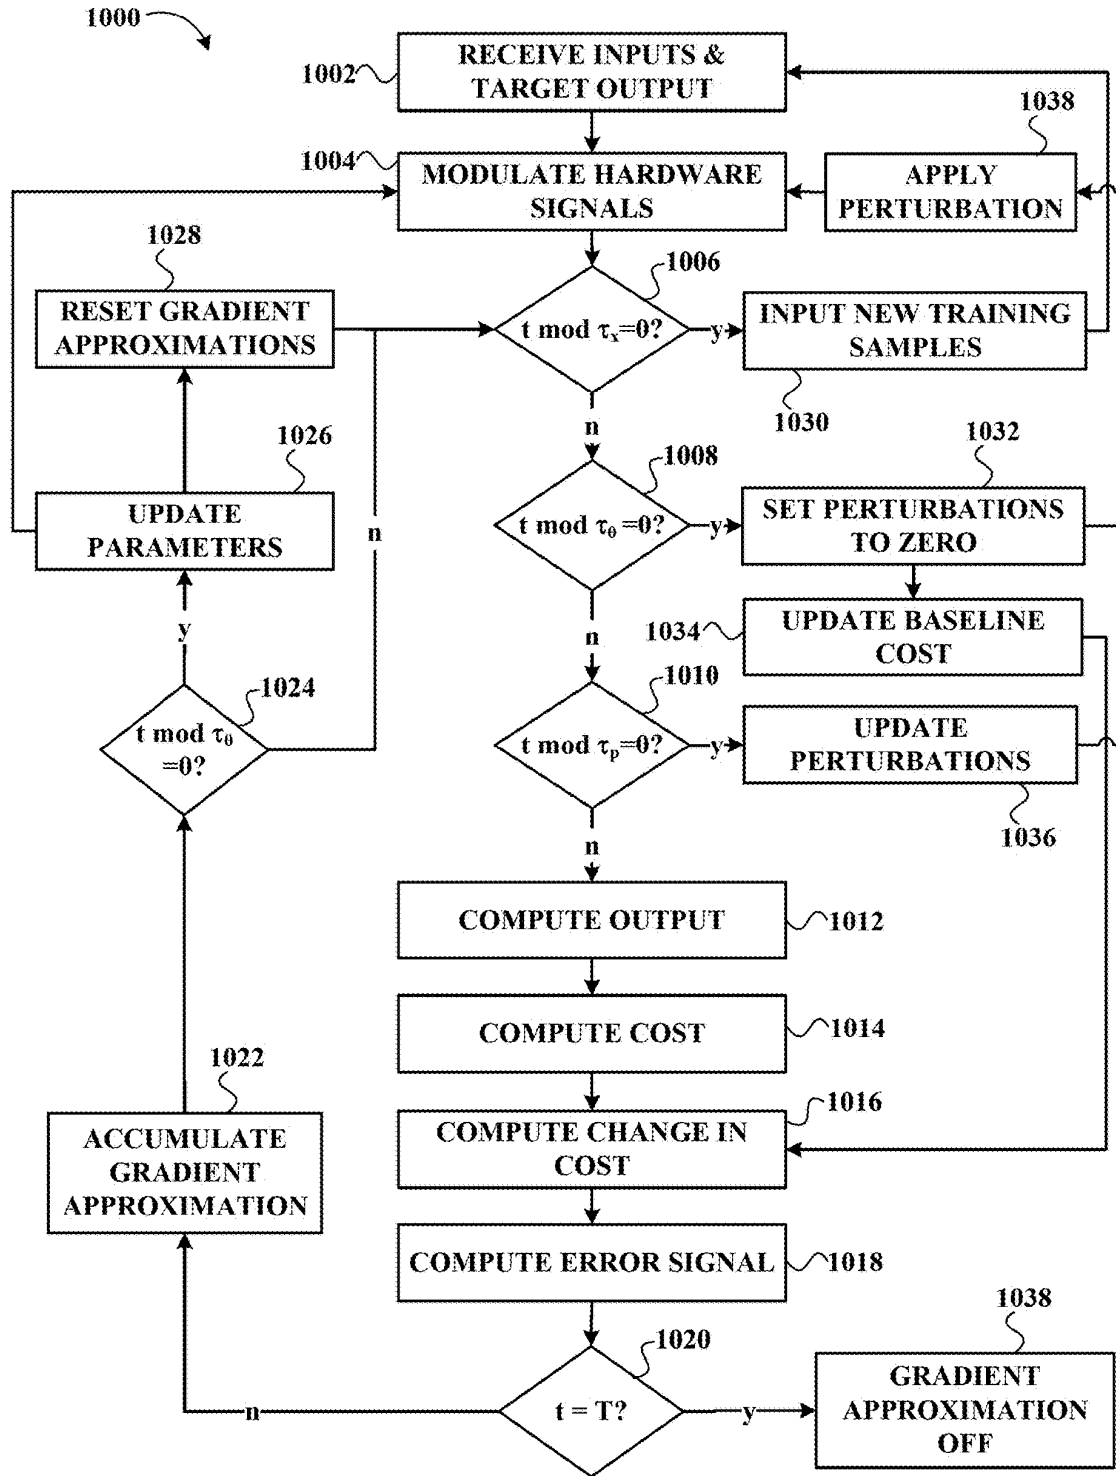 1000
RECEIVE INPUTS &
TARGET OUTPUT
1002
1038
APPLY
PERTURBATION
1004
MODULATE HARDWARE
SIGNALS
1028
RESET GRADIENT
APPROXIMATIONS
1006
t mod τx=0?
y
INPUT NEW TRAINING
SAMPLES
1030
n
1026
UPDATE
PARAMETERS
n
1008
t mod τθ =0?
y
1032
SET PERTURBATIONS
TO ZERO
1034
UPDATE BASELINE
COST
n
y
1024
t mod τθ
=0?
1010
t mod τp=0?
y
UPDATE
PERTURBATIONS
1036
n
COMPUTE OUTPUT
1012
COMPUTE COST
1014
1022
ACCUMULATE
GRADIENT
APPROXIMATION
COMPUTE CHANGE IN
COST
1016
COMPUTE ERROR SIGNAL
1018
1020
t = T?
n
y
1038
GRADIENT
APPROXIMATION
OFF